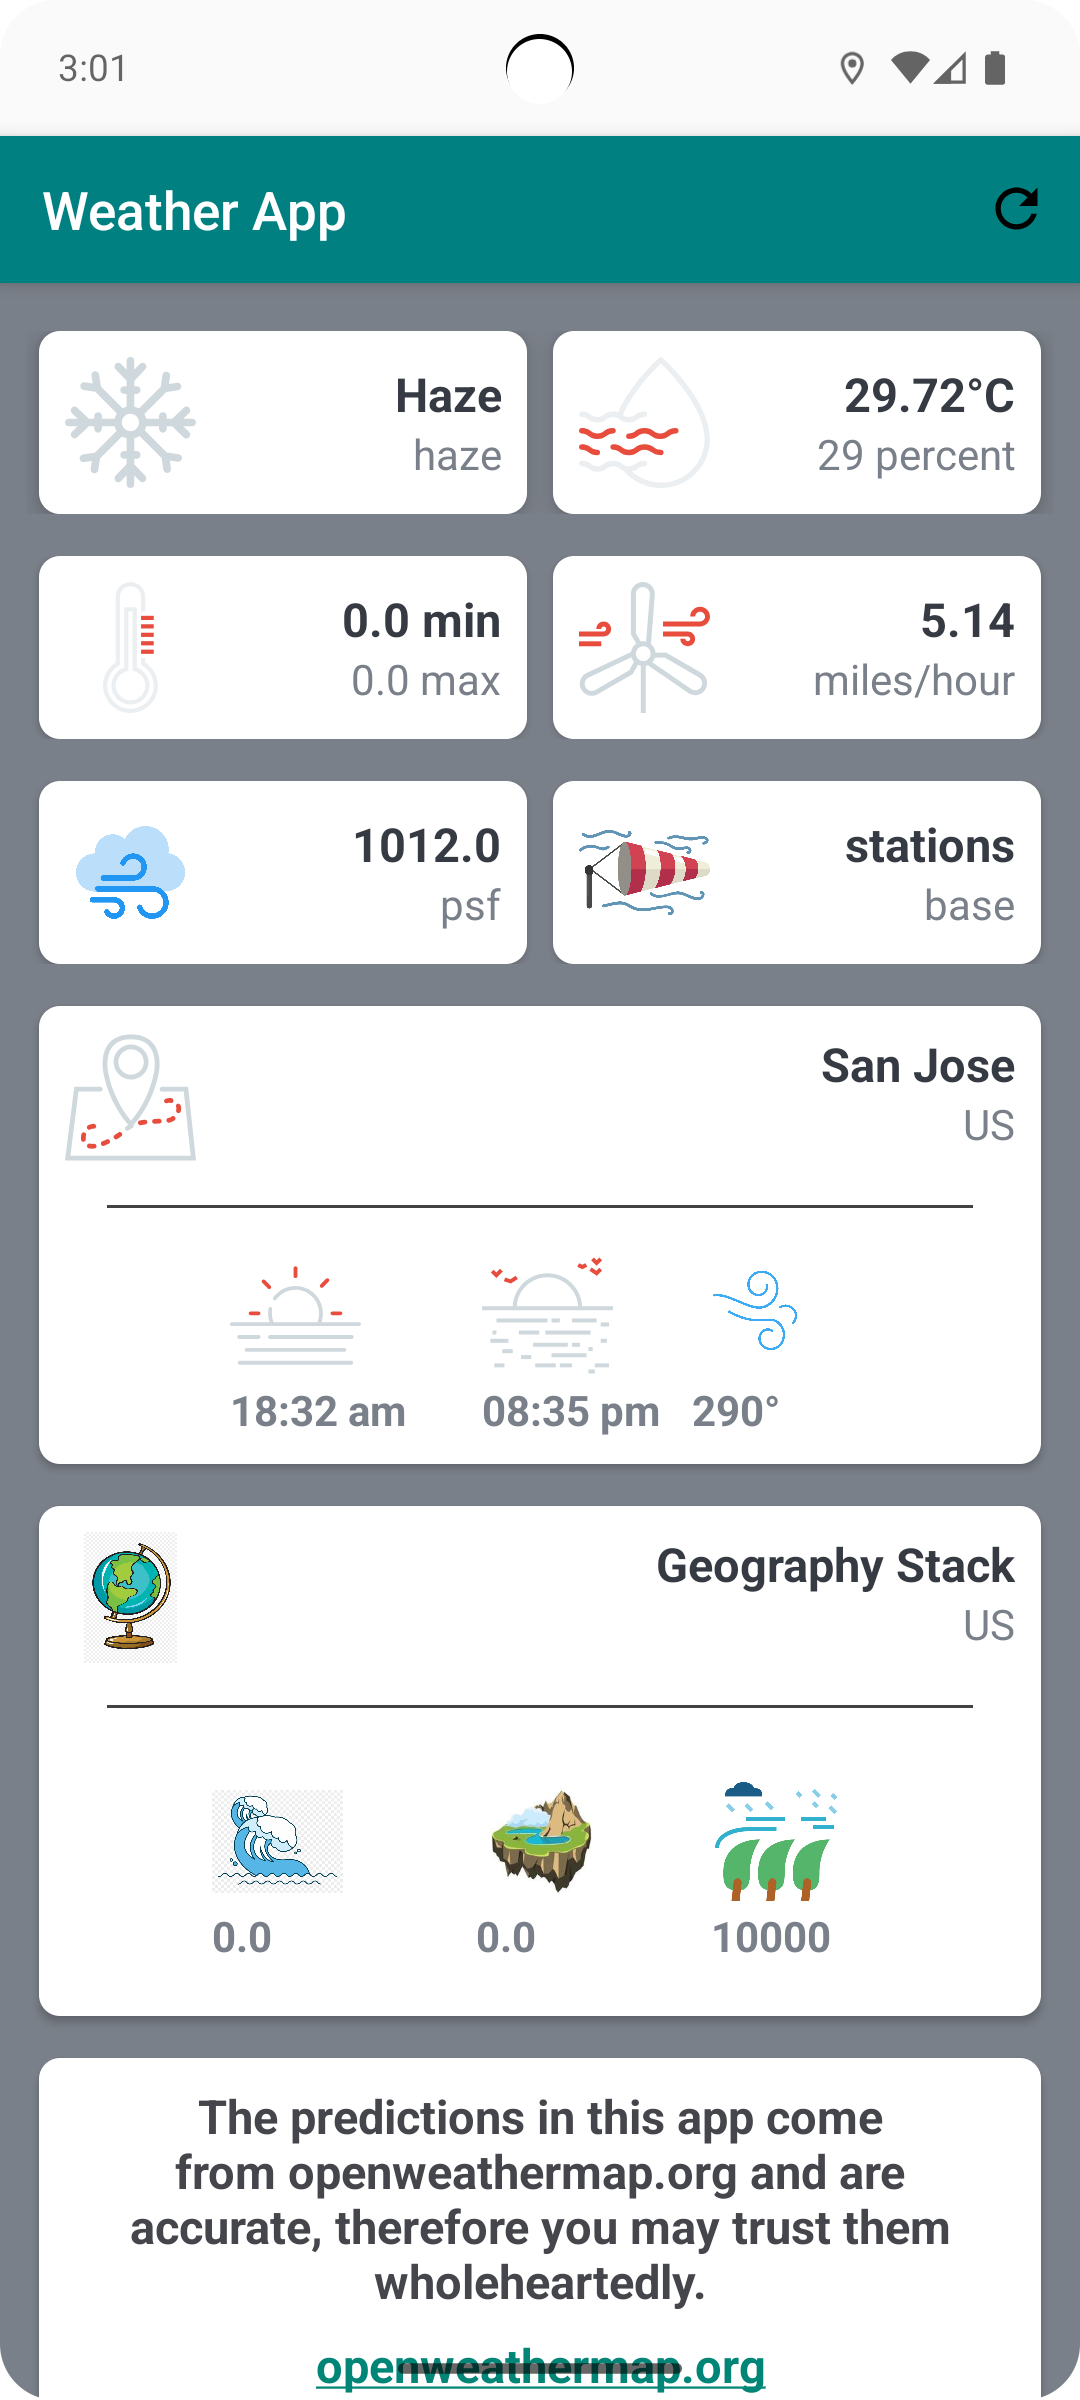 3:01
Weather App
Haze
haze
29.72°C
29 percent
0.0 min
0.0 max
5.14
miles/hour
1012.0
psf
stations
base
San Jose
US
18:32 am
08:35 pm
290°
Geography Stack
US
0.0
0.0
10000
The predictions in this app come
from openweathermap.org and are
accurate, therefore you may trust them
wholeheartedly.
openweathermap.org